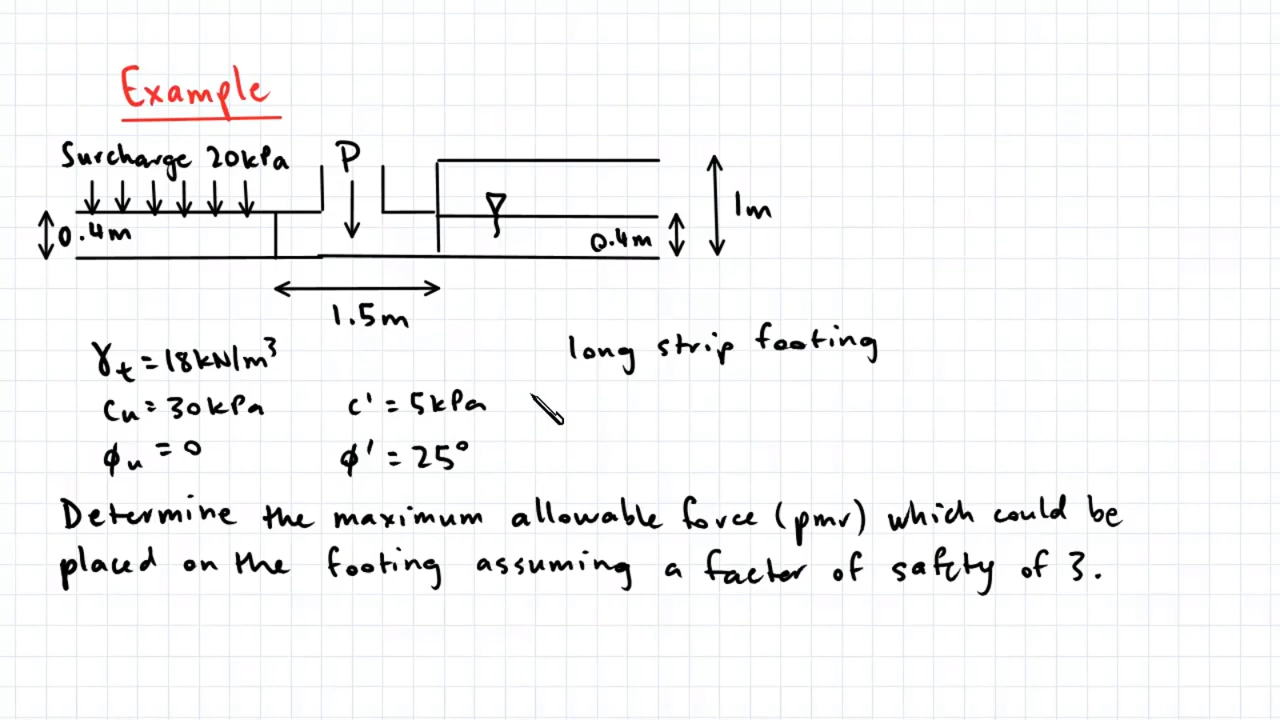 Example
Surcharge 20kPa
P
0.4m
1m
0.4m
1.5m
long strip footing
γt = 18kN/m³
cu = 30kPa
c' = 5kPa
ϕu = 0
ϕ' = 25°
Determine the maximum allowable force (pmr) which could be
placed on the footing assuming a factor of safety of 3.